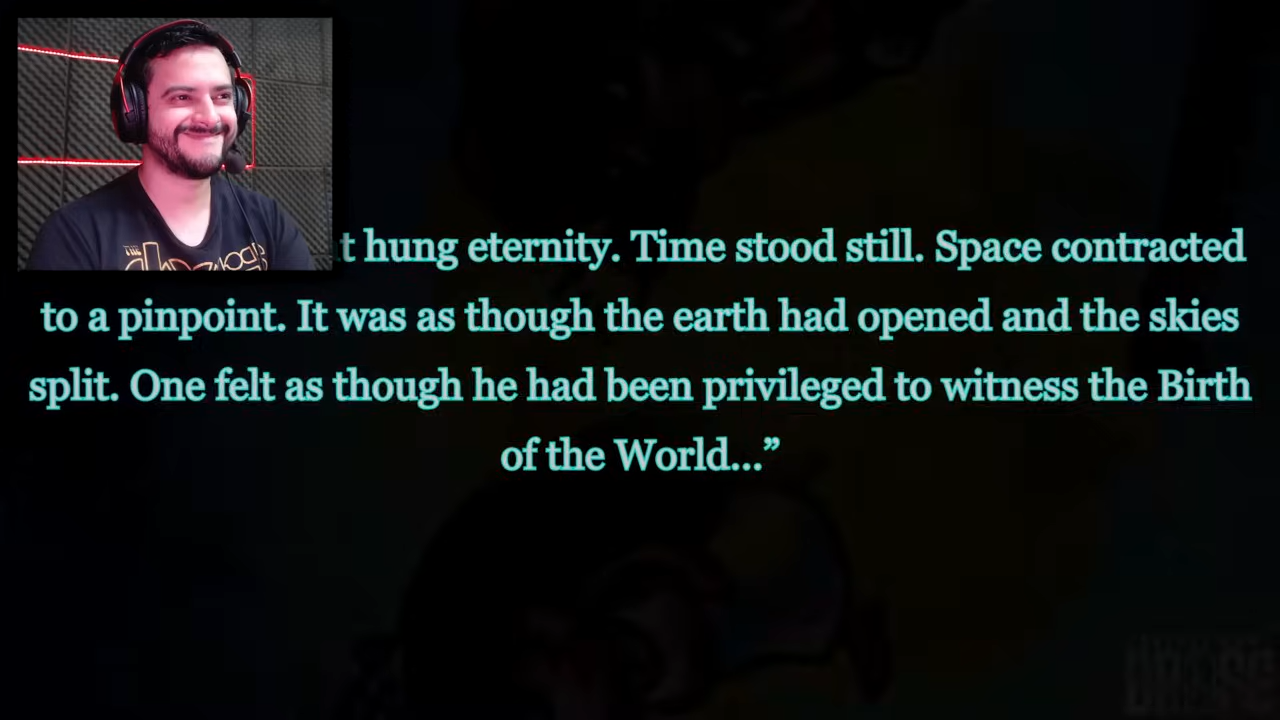 THE
t hung eternity. Time stood still. Space contracted
to a pinpoint. It was as though the earth had opened and the skies
split. One felt as though he had been privileged to witness the Birth
of the World...”